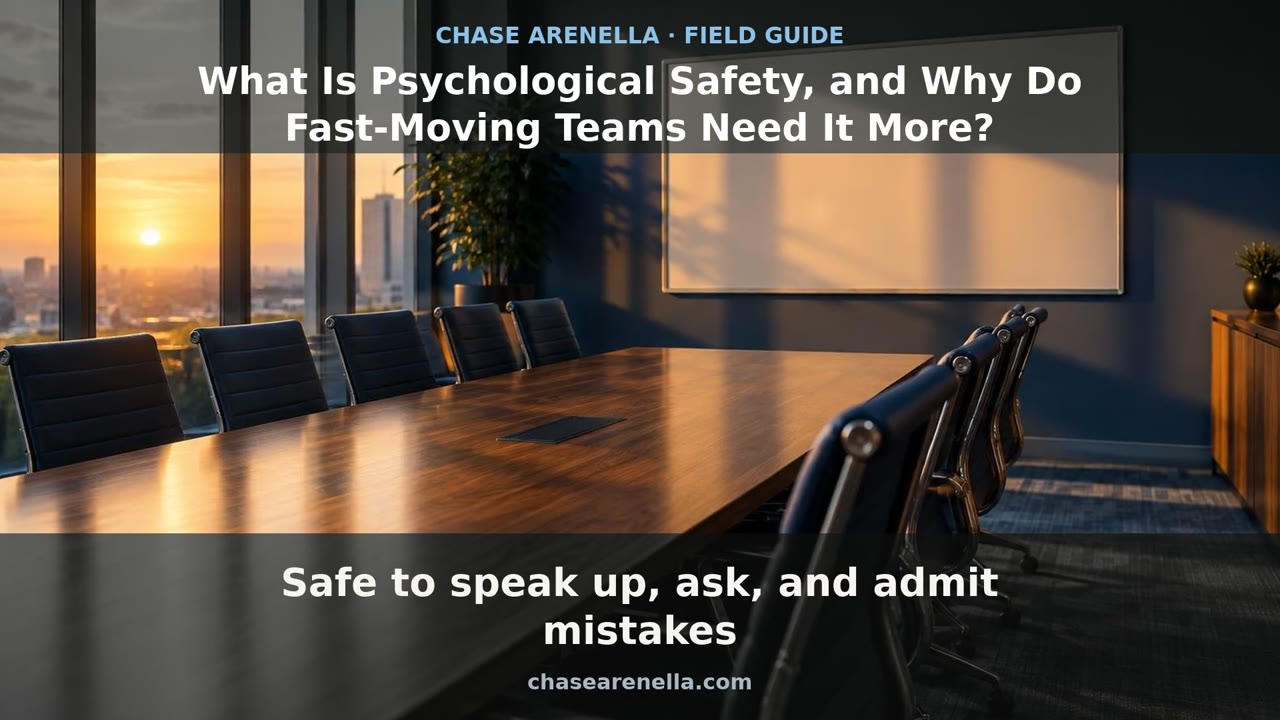 CHASE ARENELLA · FIELD GUIDE
What Is Psychological Safety, and Why Do
Fast-Moving Teams Need It More?
Safe to speak up, ask, and admit
mistakes
chasearenella.com